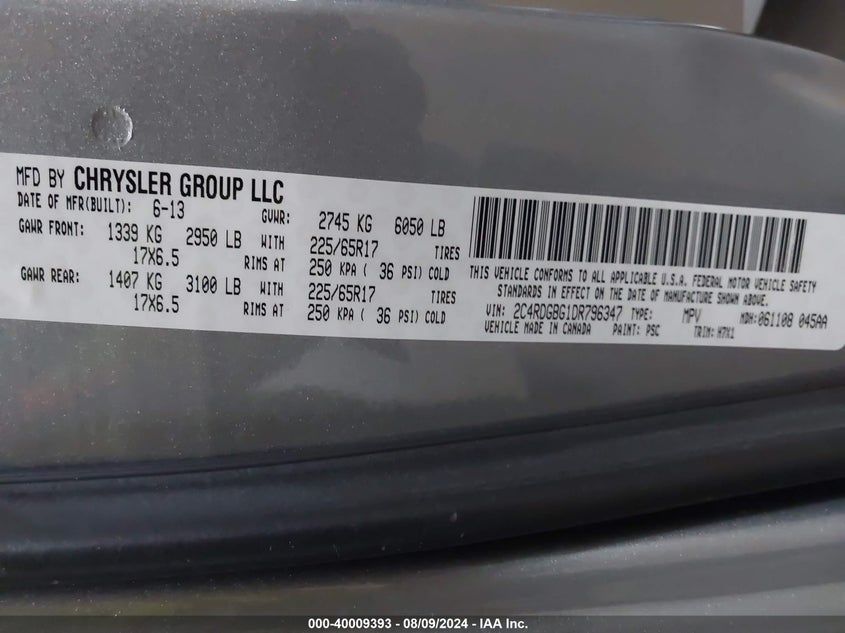 MFD BY CHRYSLER GROUP LLC
DATE OF MFR(BUILT): 6-13 GVWR: 2745 KG 6050 LB
GAWR FRONT: 1339 KG 2950 LB WITH 225/65R17 TIRES
17X6.5 RIMS AT 250 KPA ( 36 PSI) COLD
GAWR REAR: 1407 KG 3100 LB WITH 225/65R17 TIRES
17X6.5 RIMS AT 250 KPA ( 36 PSI) COLD
THIS VEHICLE CONFORMS TO ALL APPLICABLE U.S.A. FEDERAL MOTOR VEHICLE SAFETY
STANDARDS IN EFFECT ON THE DATE OF MANUFACTURE SHOWN ABOVE.
VIN: 2C4RDGBG1DR796347 TYPE: MPV MDH:061108 045AA
VEHICLE MADE IN CANADA PAINT: PSC TRIM: H7X1
000-40009393 - 08/09/2024 - IAA Inc.